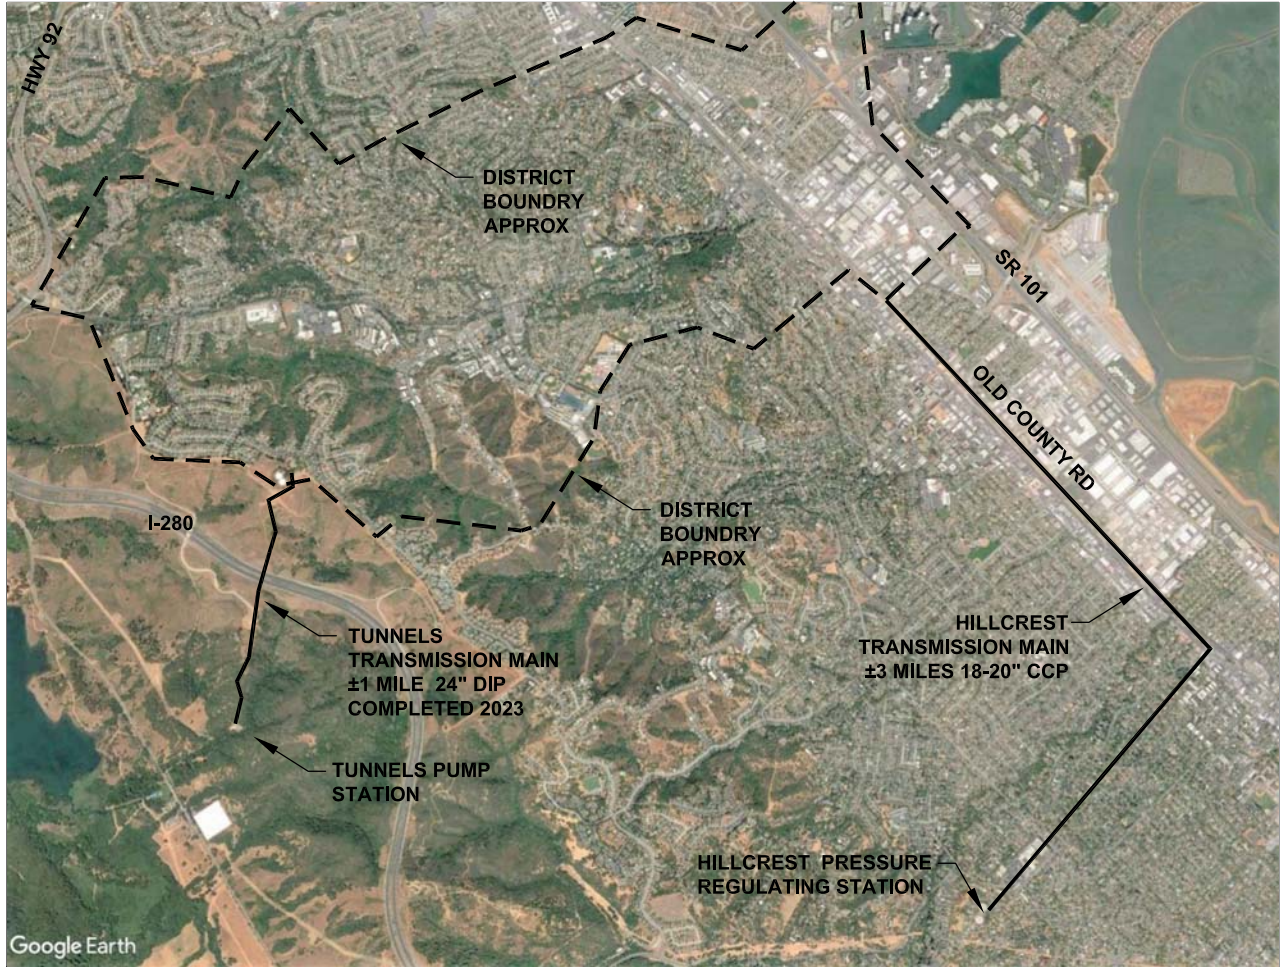 HWY 92
DISTRICT
BOUNDRY
APPROX
SR 101
OLD COUNTY RD
DISTRICT
BOUNDRY
APPROX
I-280
HILLCREST
TRANSMISSION MAIN
±3 MILES 18-20" CCP
TUNNELS
TRANSMISSION MAIN
±1 MILE 24" DIP
COMPLETED 2023
TUNNELS PUMP
STATION
HILLCREST PRESSURE
REGULATING STATION
Google Earth